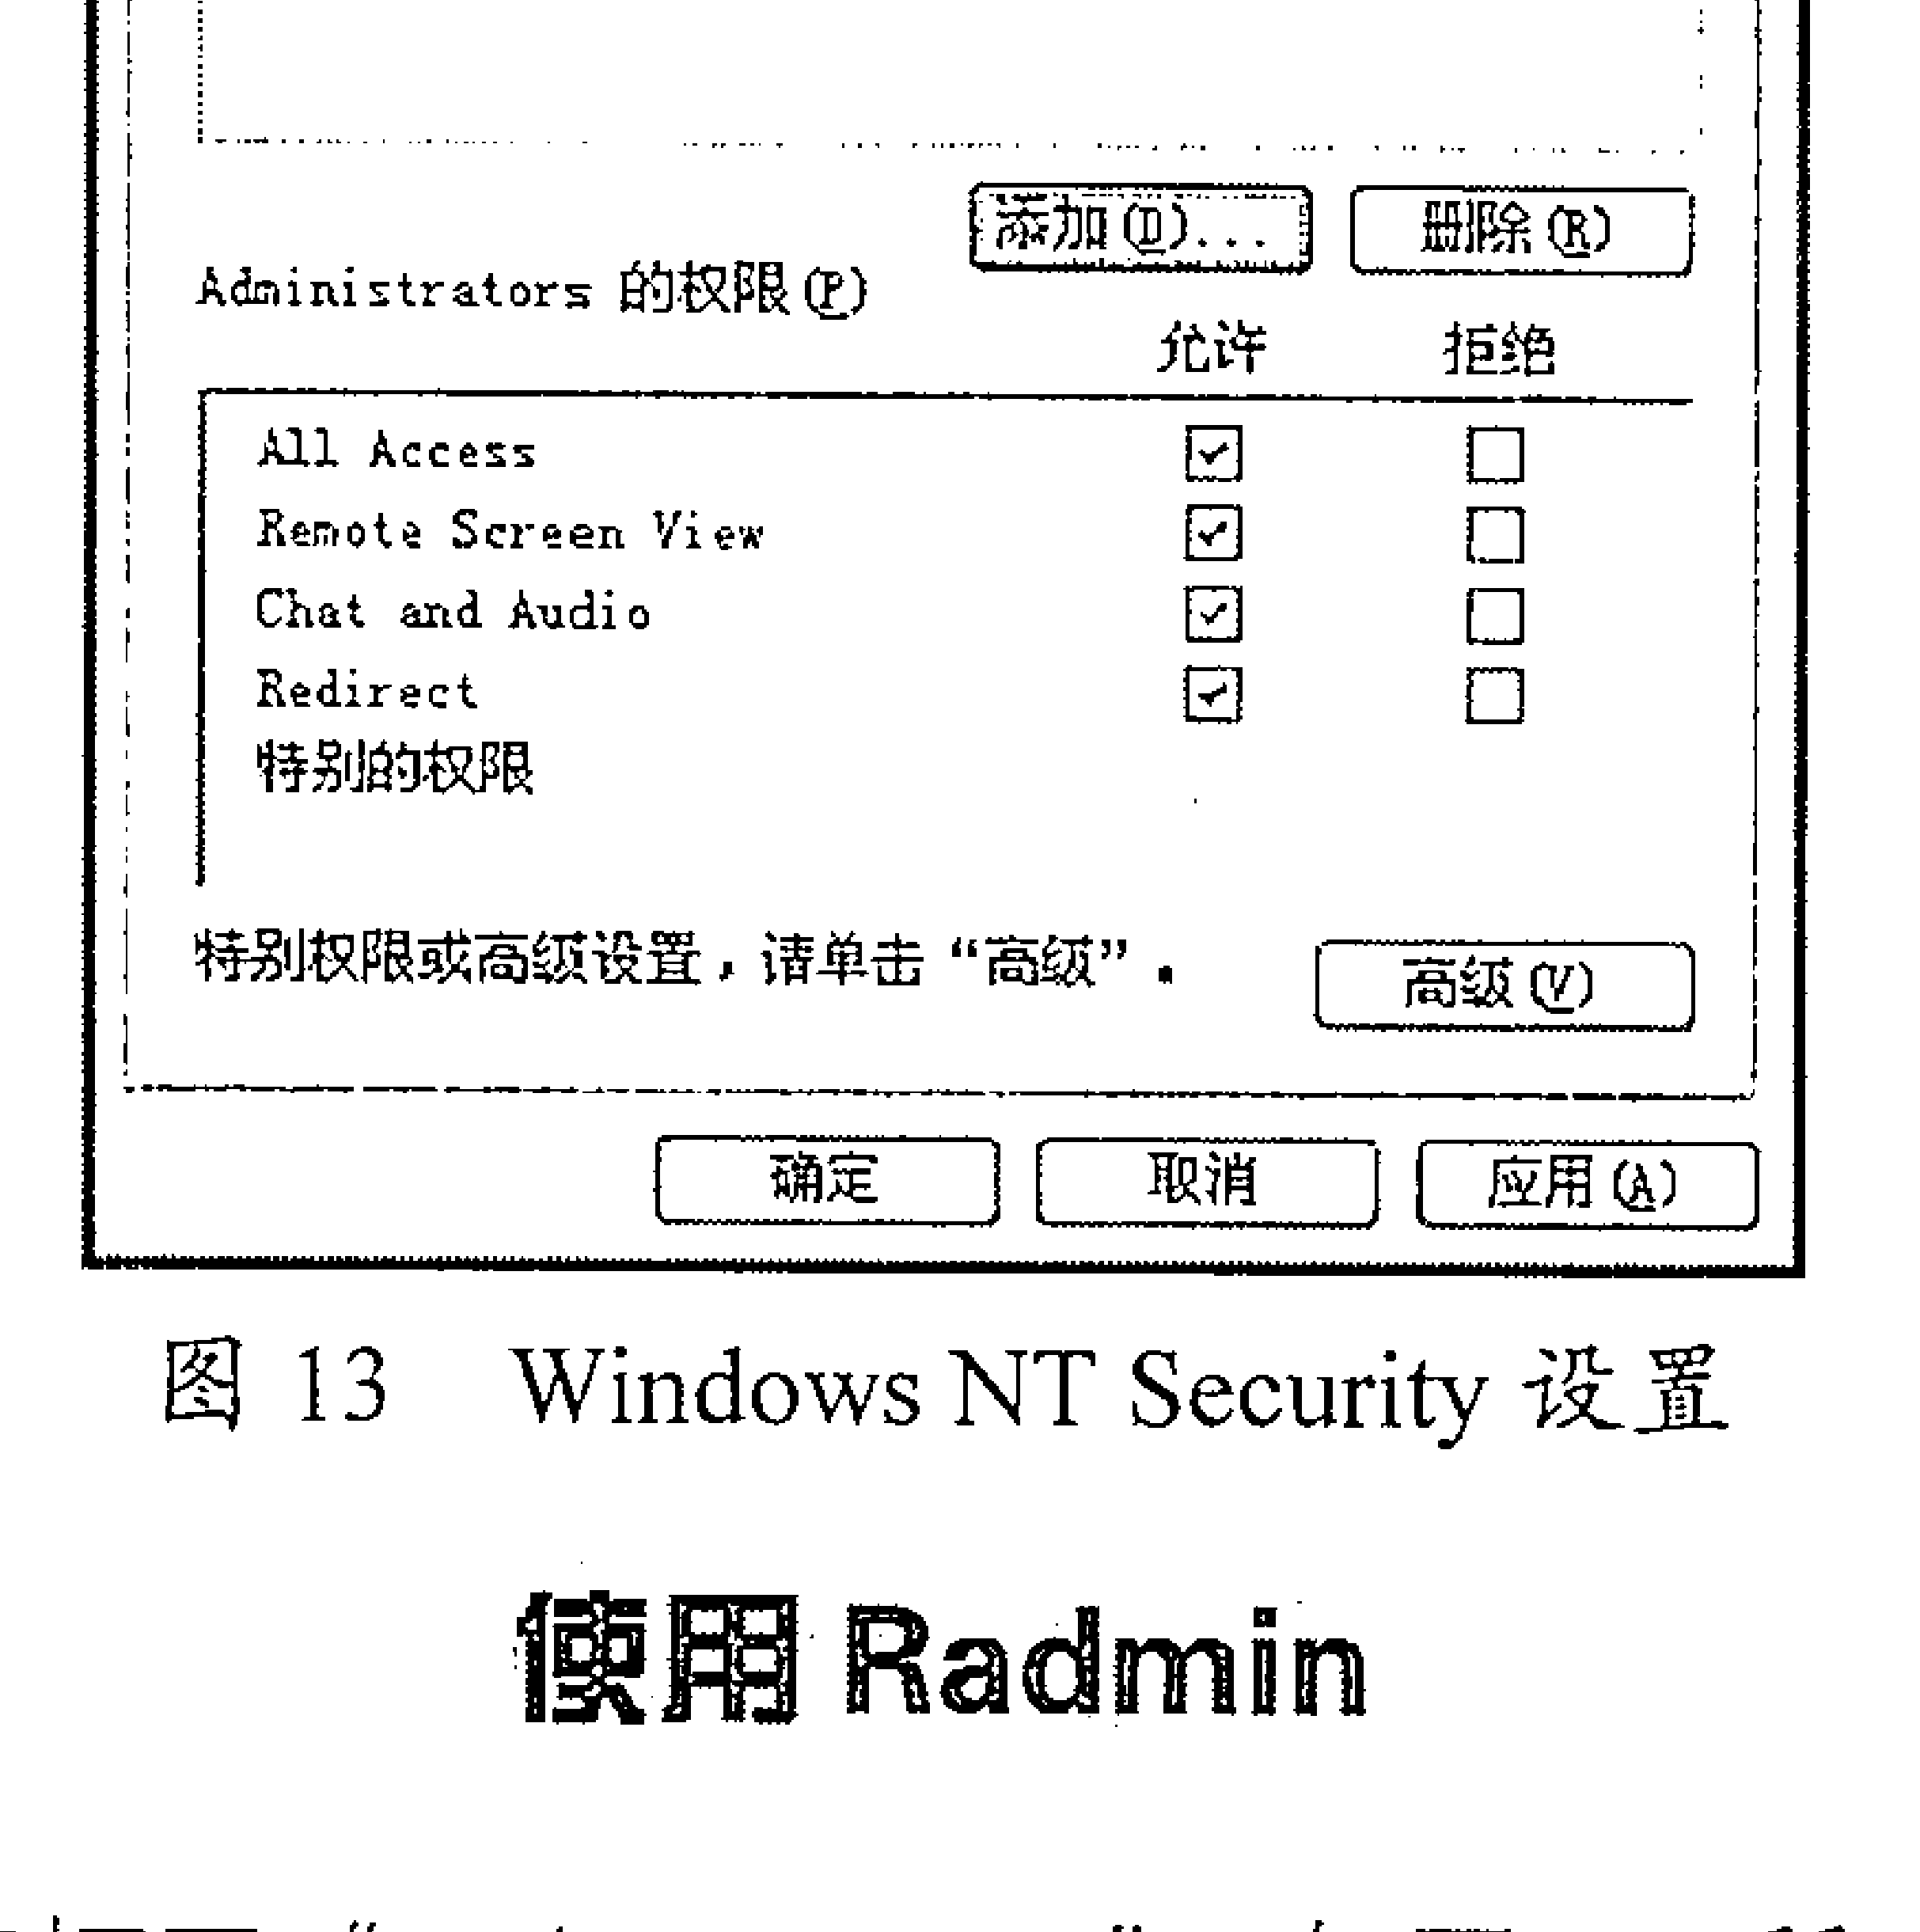 添加(D)... 删除(R)
Administrators 的权限(P)
允许 拒绝
All Access
Remote Screen View
Chat and Audio
Redirect
特别的权限
特别权限或高级设置，请单击“高级”。
高级(V)
确定 取消 应用(A)
图 13 Windows NT Security 设置
使用 Radmin